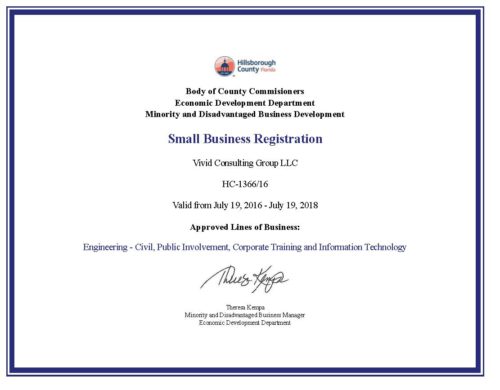 Hillsborough
County Florida
Body of County Commisioners
Economic Development Department
Minority and Disadvantaged Business Development
Small Business Registration
Vivid Consulting Group LLC
HC-1366/16
Valid from July 19, 2016 - July 19, 2018
Approved Lines of Business:
Engineering - Civil, Public Involvement, Corporate Training and Information Technology
Theresa Kempa
Theresa Kempa
Minority and Disadvantaged Business Manager
Economic Development Department